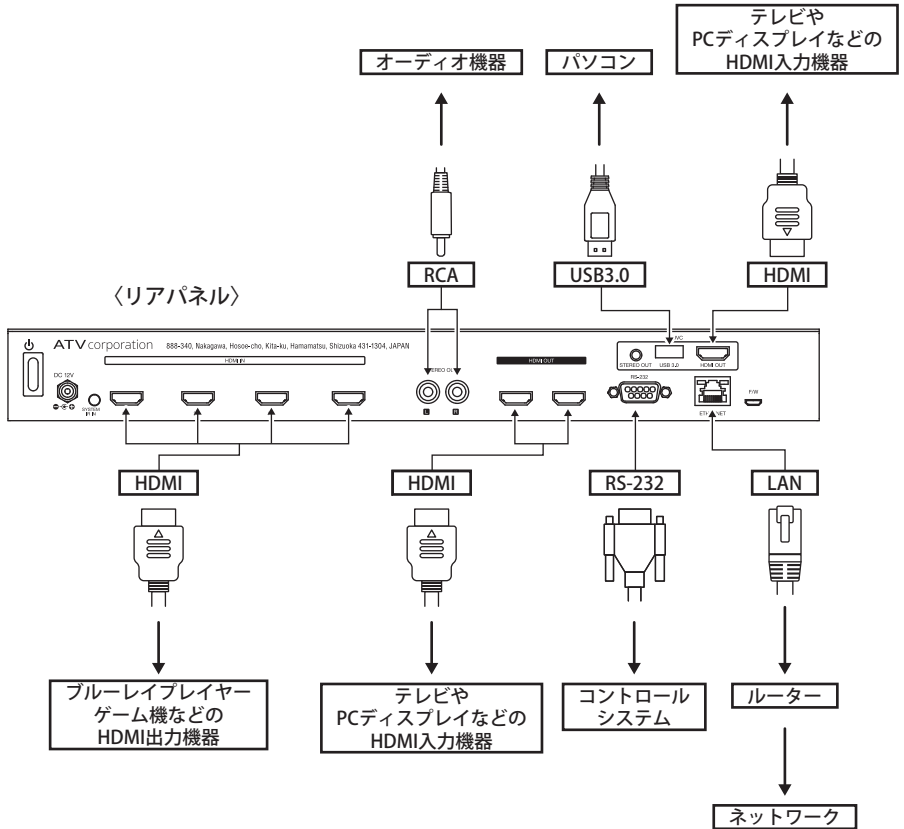 テレビや
PCディスプレイなどの
HDMI入力機器
オーディオ機器
パソコン
RCA
USB3.0
HDMI
〈リアパネル〉
ATV corporation
888-340, Nakagawa, Hosoe-cho, Kita-ku, Hamamatsu, Shizuoka 431-1304, JAPAN
HDMI IN
HDMI OUT
STEREO OUT
USB 3.0
HDMI OUT
DC 12V
SYSTEM
IR IN
L
R
RS-232
F/W
HDMI
HDMI
RS-232
LAN
ブルーレイプレイヤー
ゲーム機などの
HDMI出力機器
テレビや
PCディスプレイなどの
HDMI入力機器
コントロール
システム
ルーター
ネットワーク